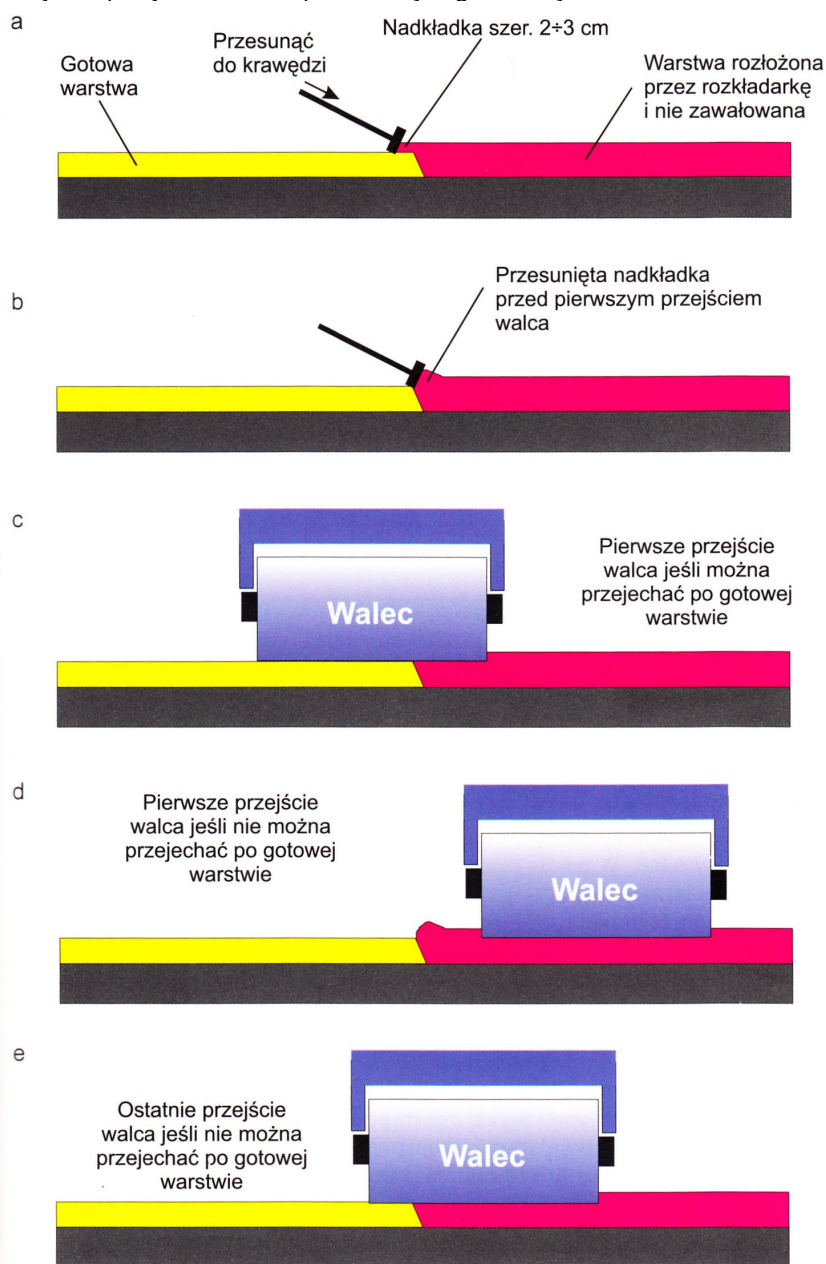 a
Przesunąć
do krawędzi
Nadkładka szer. 2÷3 cm
Gotowa
warstwa
Warstwa rozłożona
przez rozkładarkę
i nie zawałowana
b
Przesunięta nadkładka
przed pierwszym przejściem
walca
c
Walec
Pierwsze przejście
walca jeśli można
przejechać po gotowej
warstwie
d
Pierwsze przejście
walca jeśli nie można
przejechać po gotowej
warstwie
Walec
e
Ostatnie przejście
walca jeśli nie można
przejechać po gotowej
warstwie
Walec